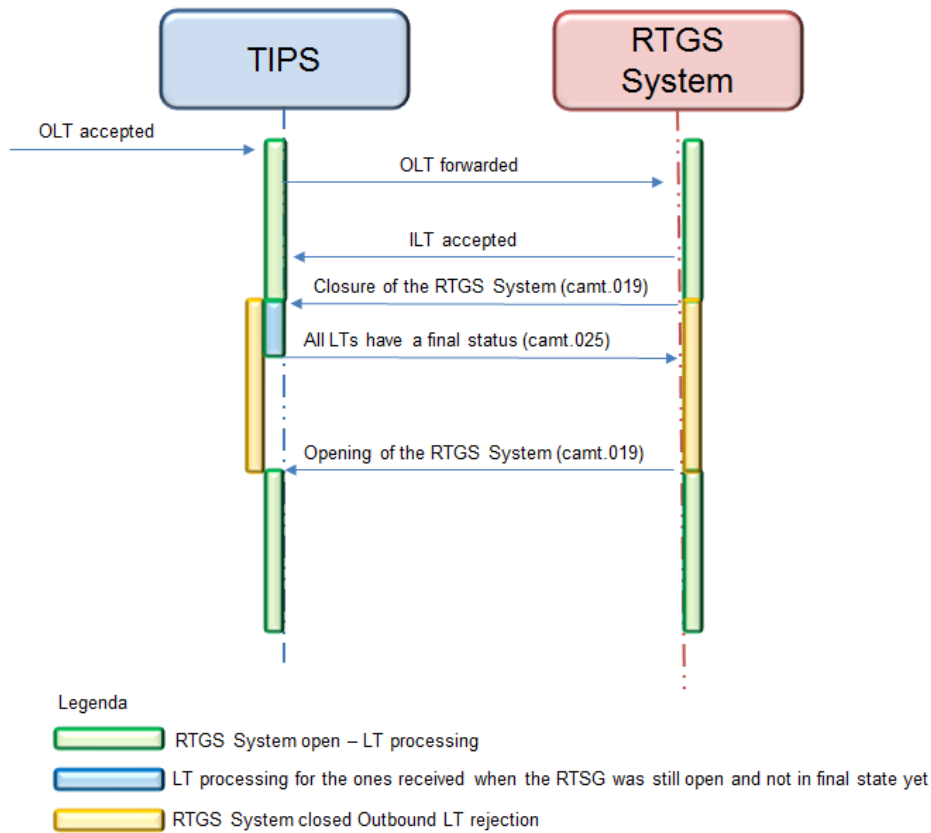 TIPS
RTGS
System
OLT accepted
OLT forwarded
ILT accepted
Closure of the RTGS System (camt.019)
All LTs have a final status (camt.025)
Opening of the RTGS System (camt.019)
Legenda
RTGS System open – LT processing
LT processing for the ones received when the RTSG was still open and not in final state yet
RTGS System closed Outbound LT rejection